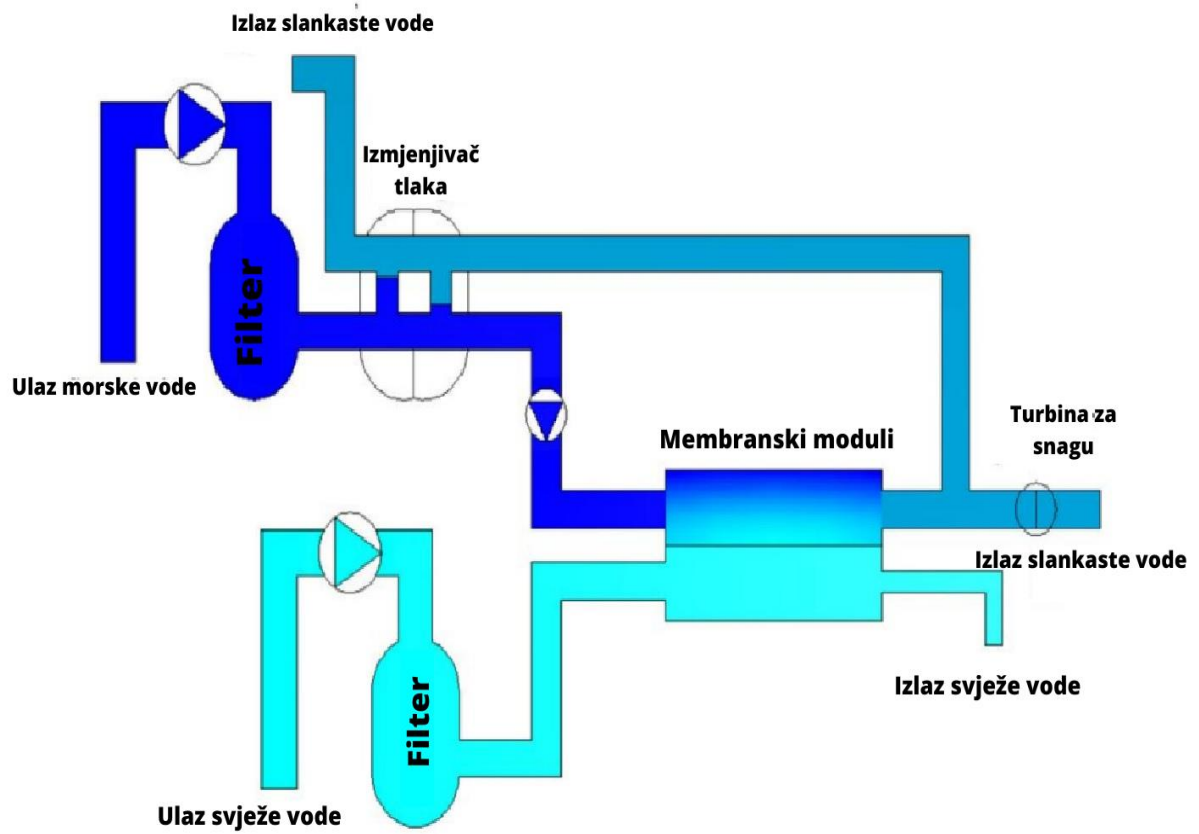 Izlaz slankaste vode
Izmjenjivač
tlaka
Filter
Ulaz morske vode
Turbina za
snagu
Membranski moduli
Izlaz slankaste vode
Filter
Izlaz svježe vode
Ulaz svježe vode